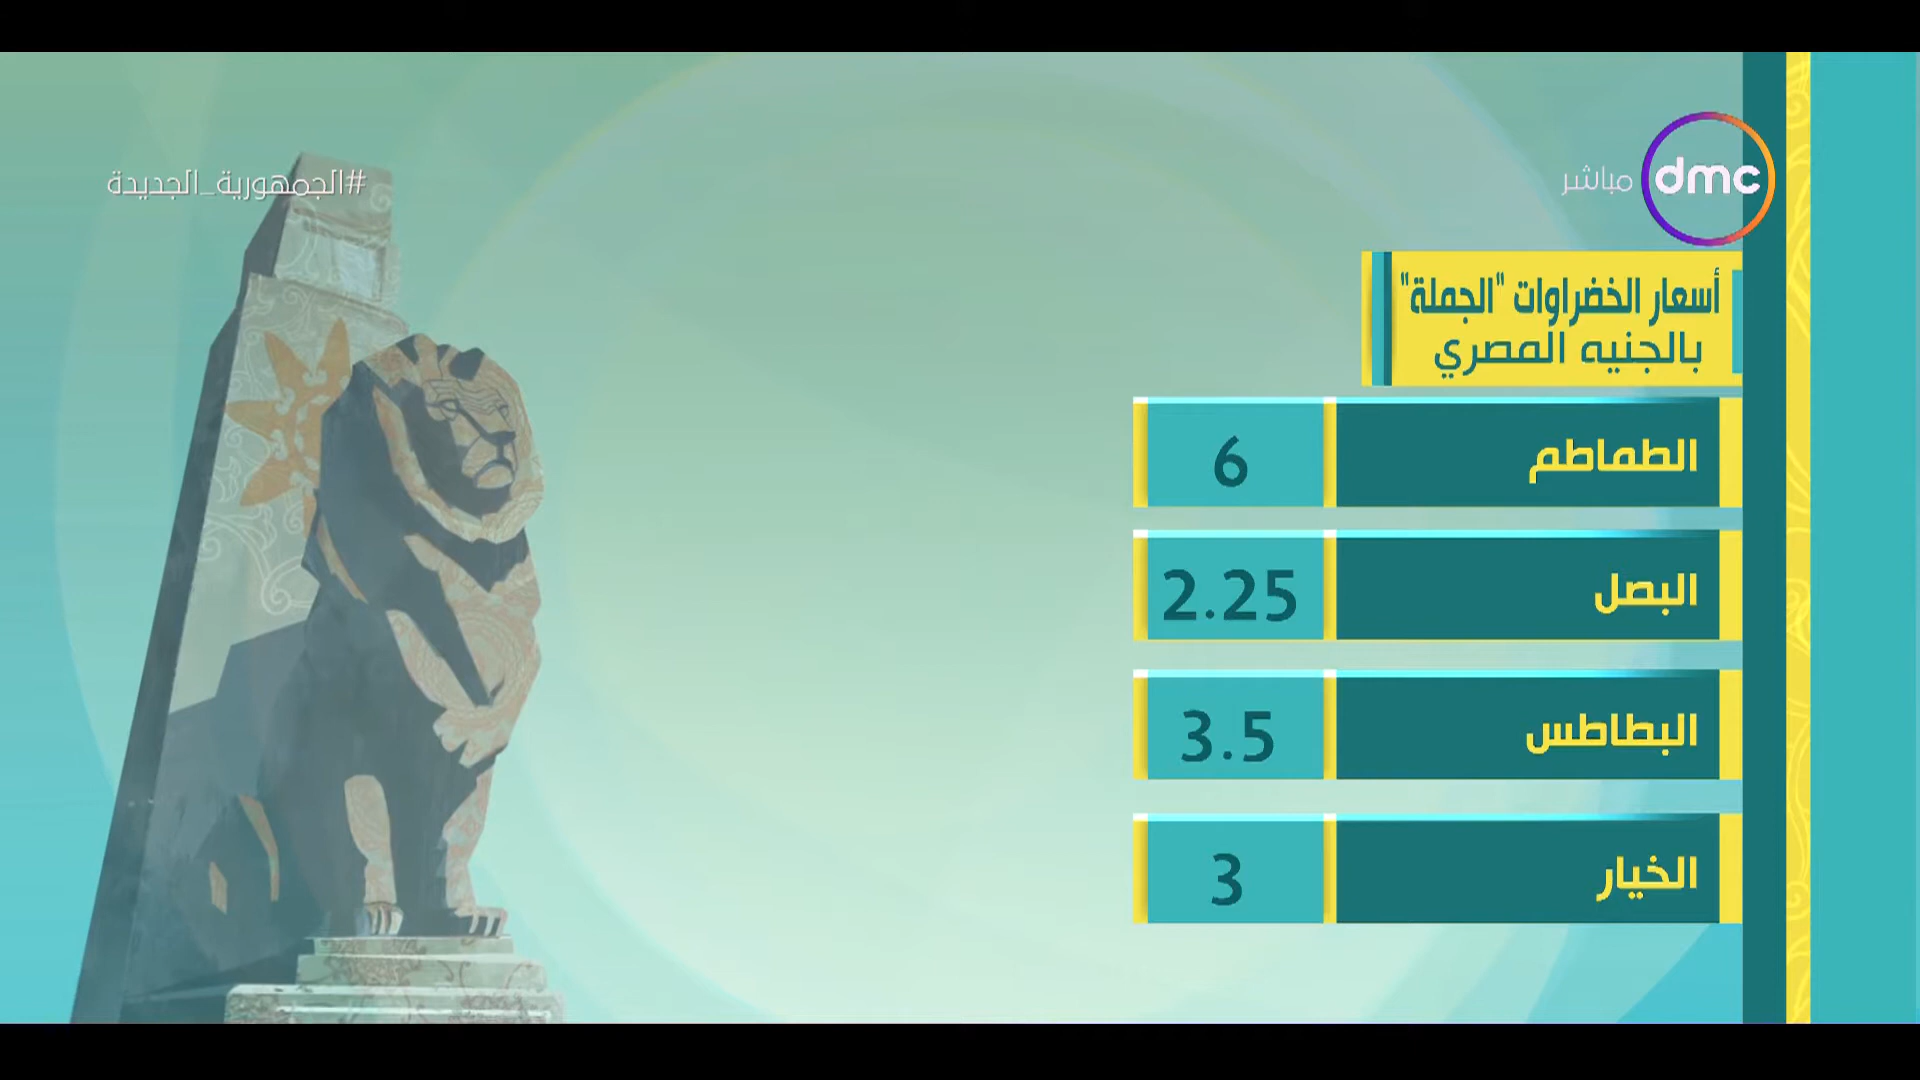 dmc
مباشر
#الجمهورية_الجديدة
أسعار الخضراوات "الجملة"
بالجنيه المصري
الطماطم 6
البصل 2.25
البطاطس 3.5
الخيار 3